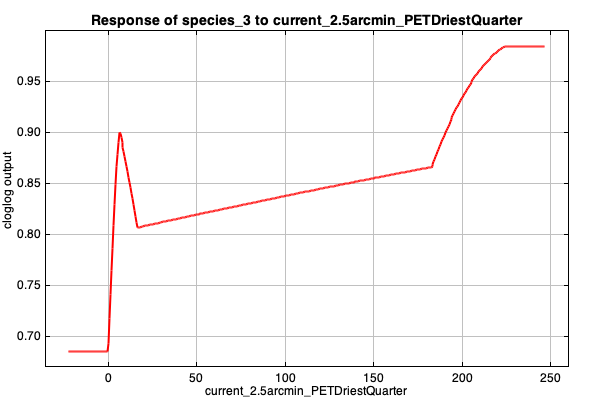 Response of species_3 to current_2.5arcmin_PETDriestQuarter
cloglog output
0.95
0.90
0.85
0.80
0.75
0.70
0 50 100 150 200 250
current_2.5arcmin_PETDriestQuarter